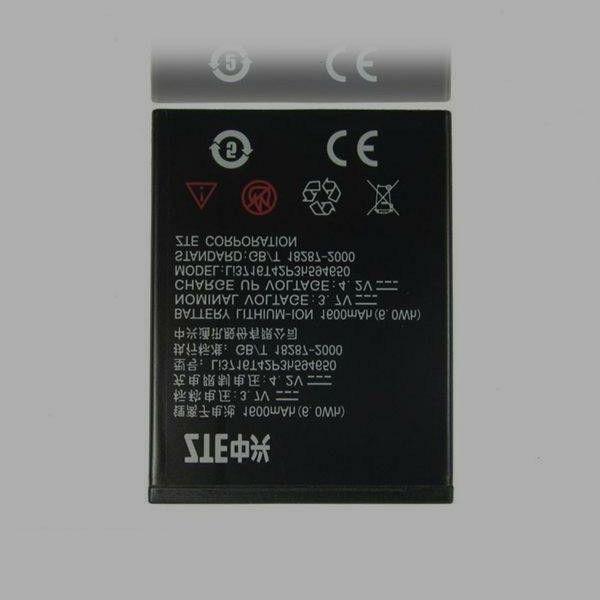 ZTE中兴
锂离子电池 1600mAh(6.0Wh)
标称电压:3.7V
充电限制电压:4.2V
型号: Li3716T42P3h594650
执行标准: GB/T 18287-2000
中兴通讯股份有限公司
BATTERY LITHIUM-ION 1600mAh(6.0Wh)
NOMINAL VOLTAGE:3.7V
CHARGE UP VOLTAGE:4.2V
MODEL:Li3716T42P3h594650
STANDARD:GB/T 18287-2000
ZTE CORPORATION
5 CE
5 CE